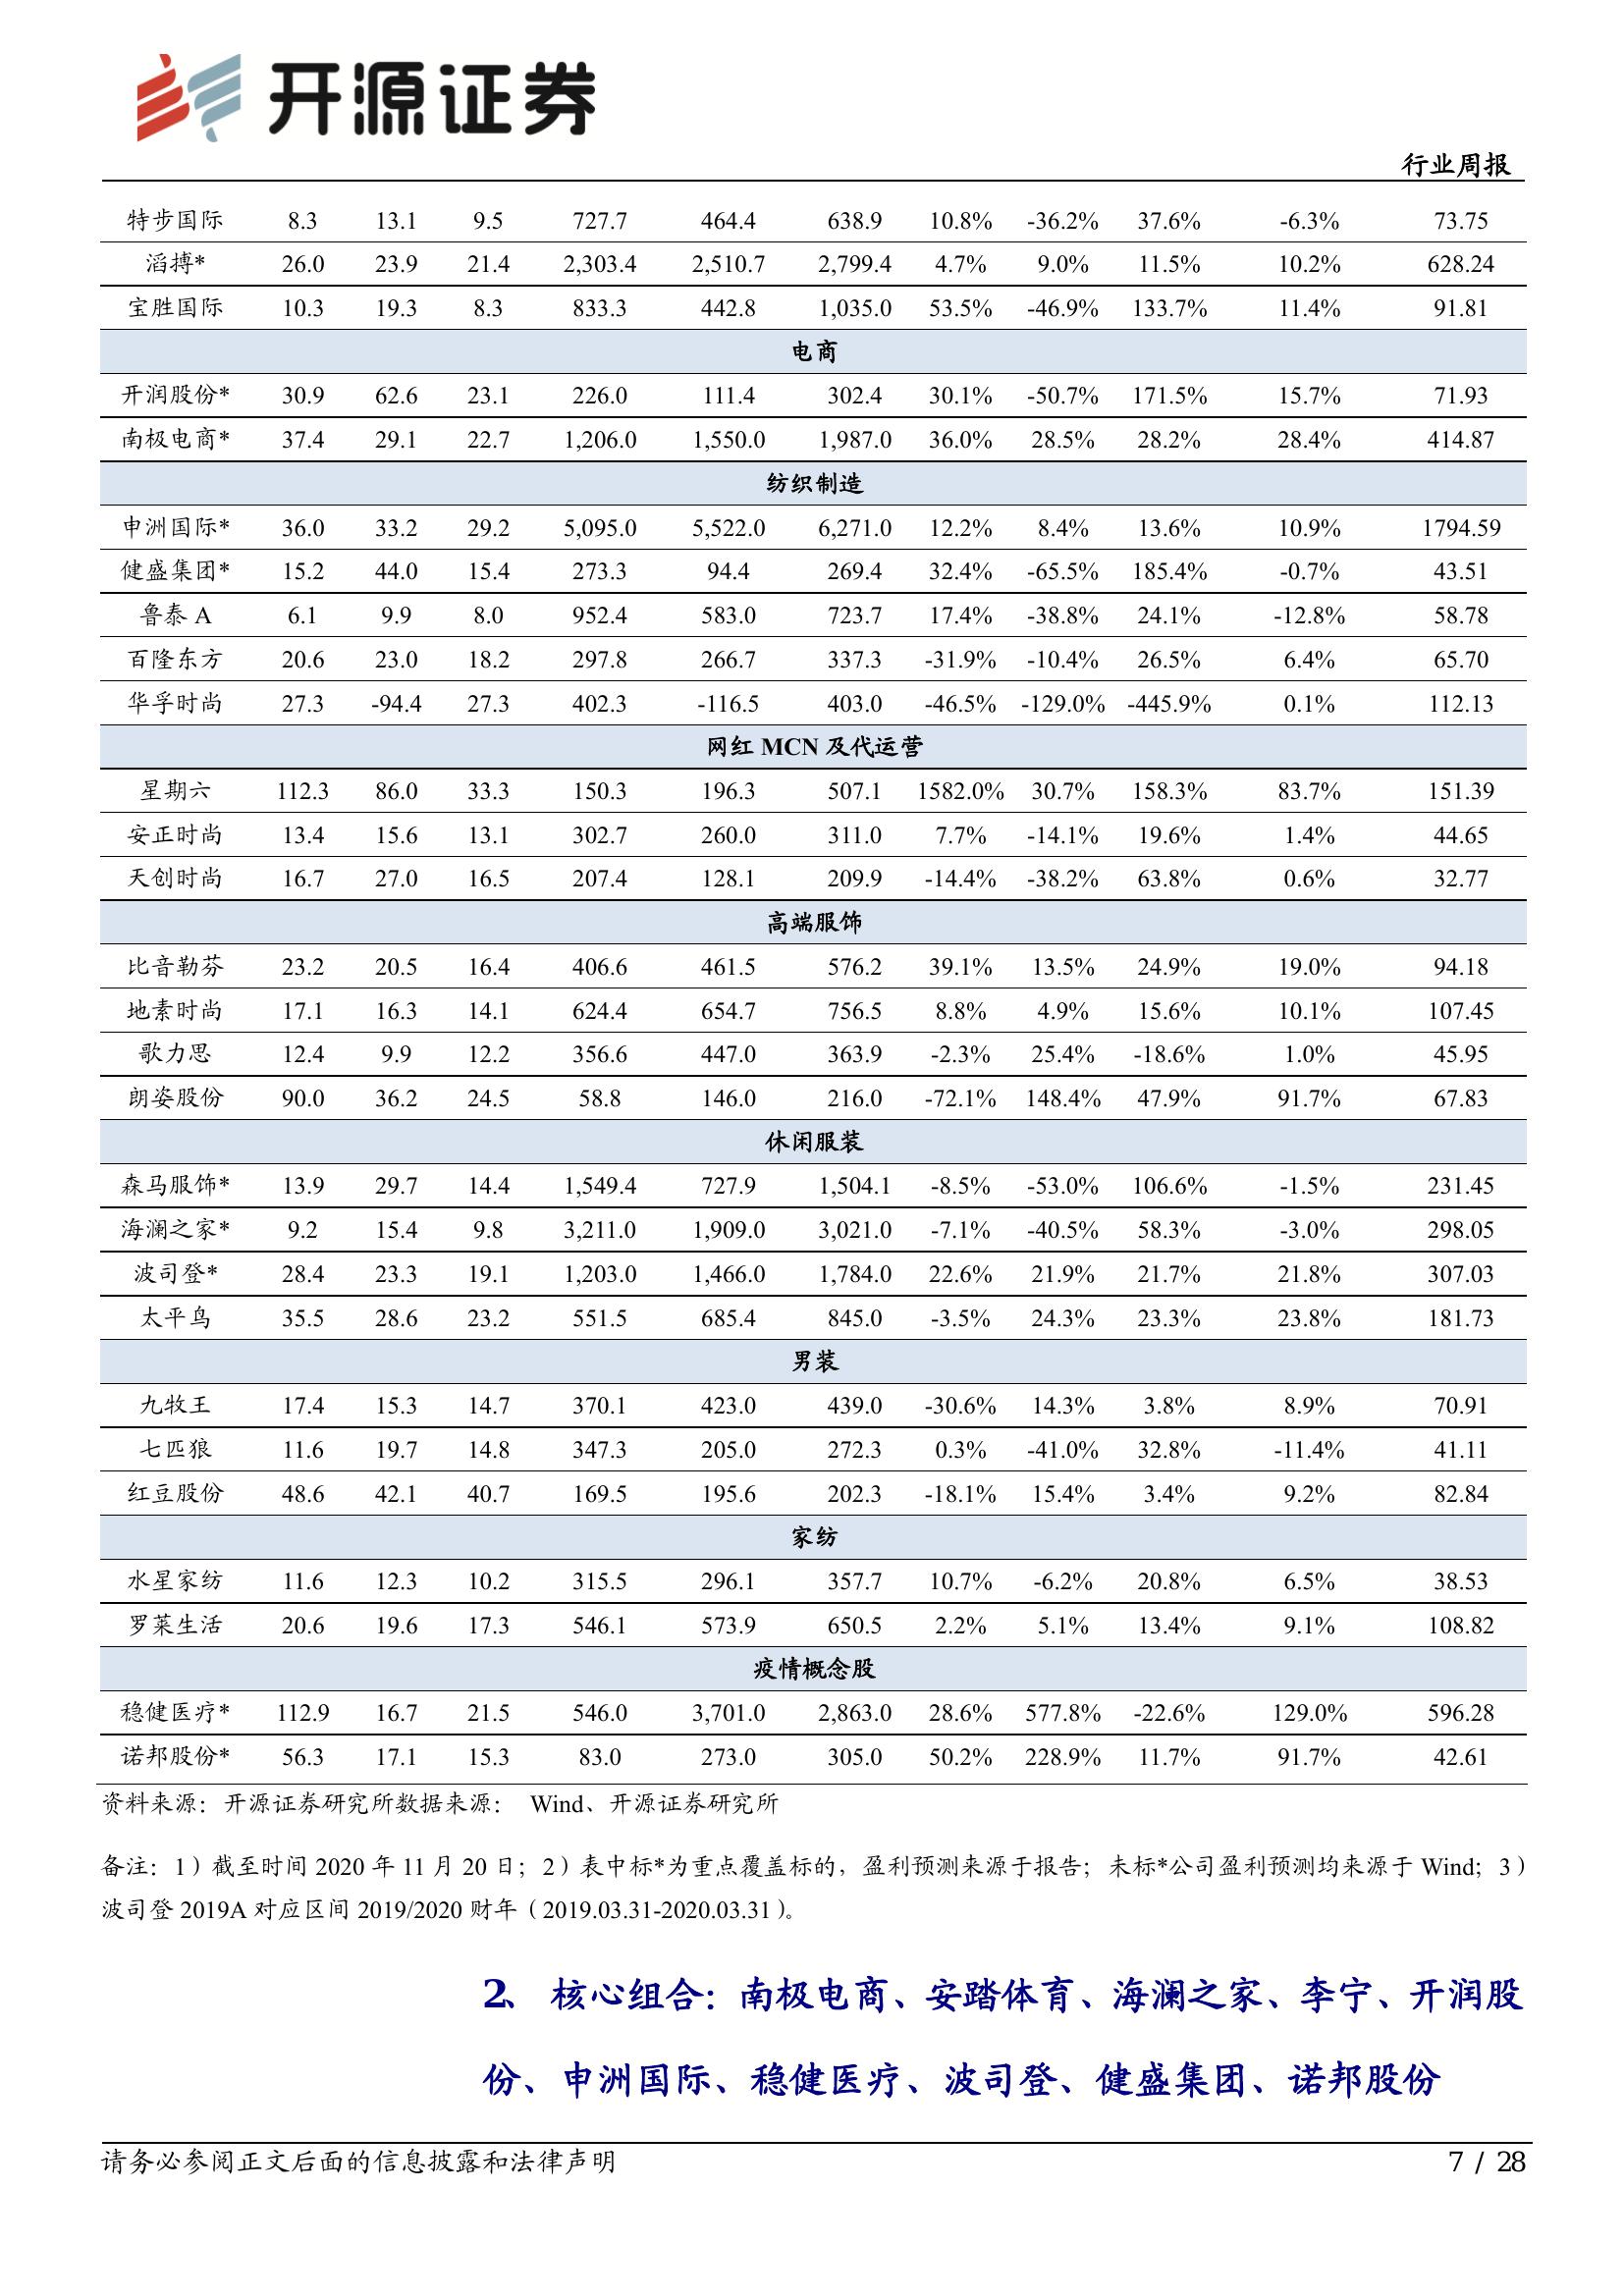 开源证券
行业周报
特步国际 8.3 13.1 9.5 727.7 464.4 638.9 10.8% -36.2% 37.6% -6.3% 73.75
滔搏* 26.0 23.9 21.4 2,303.4 2,510.7 2,799.4 4.7% 9.0% 11.5% 10.2% 628.24
宝胜国际 10.3 19.3 8.3 833.3 442.8 1,035.0 53.5% -46.9% 133.7% 11.4% 91.81
电商
开润股份* 30.9 62.6 23.1 226.0 111.4 302.4 30.1% -50.7% 171.5% 15.7% 71.93
南极电商* 37.4 29.1 22.7 1,206.0 1,550.0 1,987.0 36.0% 28.5% 28.2% 28.4% 414.87
纺织制造
申洲国际* 36.0 33.2 29.2 5,095.0 5,522.0 6,271.0 12.2% 8.4% 13.6% 10.9% 1794.59
健盛集团* 15.2 44.0 15.4 273.3 94.4 269.4 32.4% -65.5% 185.4% -0.7% 43.51
鲁泰 A 6.1 9.9 8.0 952.4 583.0 723.7 17.4% -38.8% 24.1% -12.8% 58.78
百隆东方 20.6 23.0 18.2 297.8 266.7 337.3 -31.9% -10.4% 26.5% 6.4% 65.70
华孚时尚 27.3 -94.4 27.3 402.3 -116.5 403.0 -46.5% -129.0% -445.9% 0.1% 112.13
网红 MCN 及代运营
星期六 112.3 86.0 33.3 150.3 196.3 507.1 1582.0% 30.7% 158.3% 83.7% 151.39
安正时尚 13.4 15.6 13.1 302.7 260.0 311.0 7.7% -14.1% 19.6% 1.4% 44.65
天创时尚 16.7 27.0 16.5 207.4 128.1 209.9 -14.4% -38.2% 63.8% 0.6% 32.77
高端服饰
比音勒芬 23.2 20.5 16.4 406.6 461.5 576.2 39.1% 13.5% 24.9% 19.0% 94.18
地素时尚 17.1 16.3 14.1 624.4 654.7 756.5 8.8% 4.9% 15.6% 10.1% 107.45
歌力思 12.4 9.9 12.2 356.6 447.0 363.9 -2.3% 25.4% -18.6% 1.0% 45.95
朗姿股份 90.0 36.2 24.5 58.8 146.0 216.0 -72.1% 148.4% 47.9% 91.7% 67.83
休闲服装
森马服饰* 13.9 29.7 14.4 1,549.4 727.9 1,504.1 -8.5% -53.0% 106.6% -1.5% 231.45
海澜之家* 9.2 15.4 9.8 3,211.0 1,909.0 3,021.0 -7.1% -40.5% 58.3% -3.0% 298.05
波司登* 28.4 23.3 19.1 1,203.0 1,466.0 1,784.0 22.6% 21.9% 21.7% 21.8% 307.03
太平鸟 35.5 28.6 23.2 551.5 685.4 845.0 -3.5% 24.3% 23.3% 23.8% 181.73
男装
九牧王 17.4 15.3 14.7 370.1 423.0 439.0 -30.6% 14.3% 3.8% 8.9% 70.91
七匹狼 11.6 19.7 14.8 347.3 205.0 272.3 0.3% -41.0% 32.8% -11.4% 41.11
红豆股份 48.6 42.1 40.7 169.5 195.6 202.3 -18.1% 15.4% 3.4% 9.2% 82.84
家纺
水星家纺 11.6 12.3 10.2 315.5 296.1 357.7 10.7% -6.2% 20.8% 6.5% 38.53
罗莱生活 20.6 19.6 17.3 546.1 573.9 650.5 2.2% 5.1% 13.4% 9.1% 108.82
疫情概念股
稳健医疗* 112.9 16.7 21.5 546.0 3,701.0 2,863.0 28.6% 577.8% -22.6% 129.0% 596.28
诺邦股份* 56.3 17.1 15.3 83.0 273.0 305.0 50.2% 228.9% 11.7% 91.7% 42.61
资料来源：开源证券研究所数据来源： Wind、开源证券研究所
备注：1）截至时间 2020 年 11 月 20 日；2）表中标*为重点覆盖标的，盈利预测来源于报告；未标*公司盈利预测均来源于 Wind；3）
波司登 2019A 对应区间 2019/2020 财年（2019.03.31-2020.03.31）。
2、 核心组合：南极电商、安踏体育、海澜之家、李宁、开润股
份、申洲国际、稳健医疗、波司登、健盛集团、诺邦股份
请务必参阅正文后面的信息披露和法律声明 7 / 28